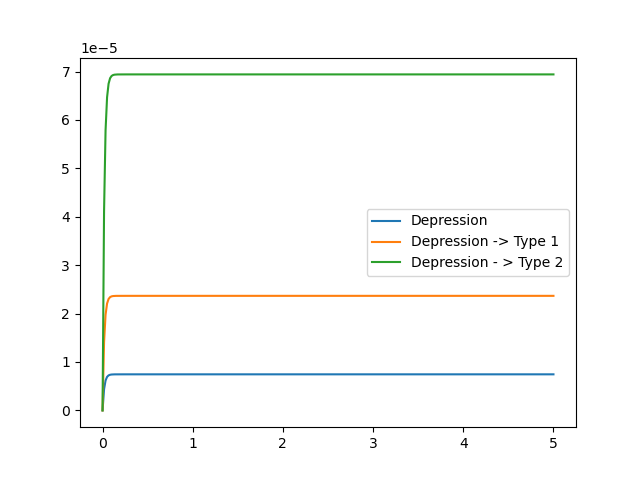 1e−5
7
6
5
4
3
2
1
0
Depression
Depression -> Type 1
Depression - > Type 2
0 1 2 3 4 5